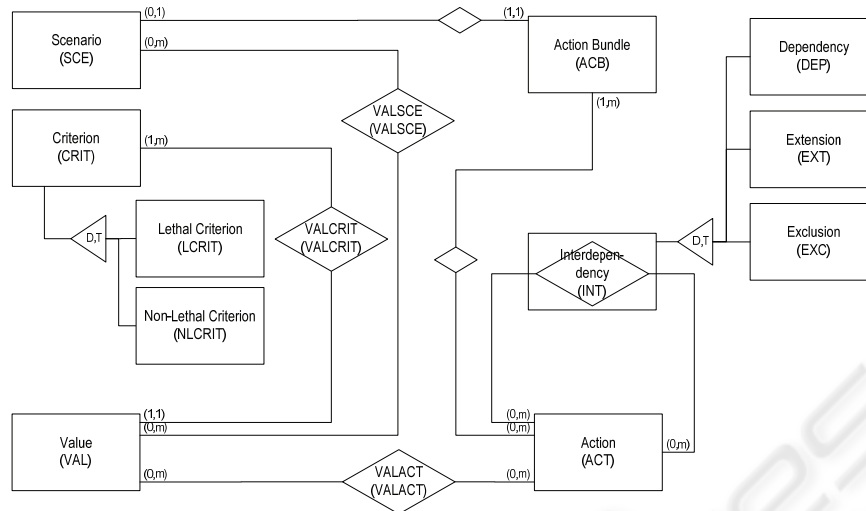 (0,1)
(1,1)
Scenario
(SCE)
(0,m)
Action Bundle
(ACB)
Dependency
(DEP)
VALSCE
(VALSCE)
(1,m)
Criterion
(CRIT)
(1,m)
Extension
(EXT)
Lethal Criterion
(LCRIT)
D,T
VALCRIT
(VALCRIT)
Exclusion
(EXC)
D,T
Interdepen-
dency
(INT)
Non-Lethal Criterion
(NLCRIT)
Value
(VAL)
(1,1)
(0,m)
(0,m)
(0,m)
(0,m)
Action
(ACT)
(0,m)
VALACT
(VALACT)
(0,m)